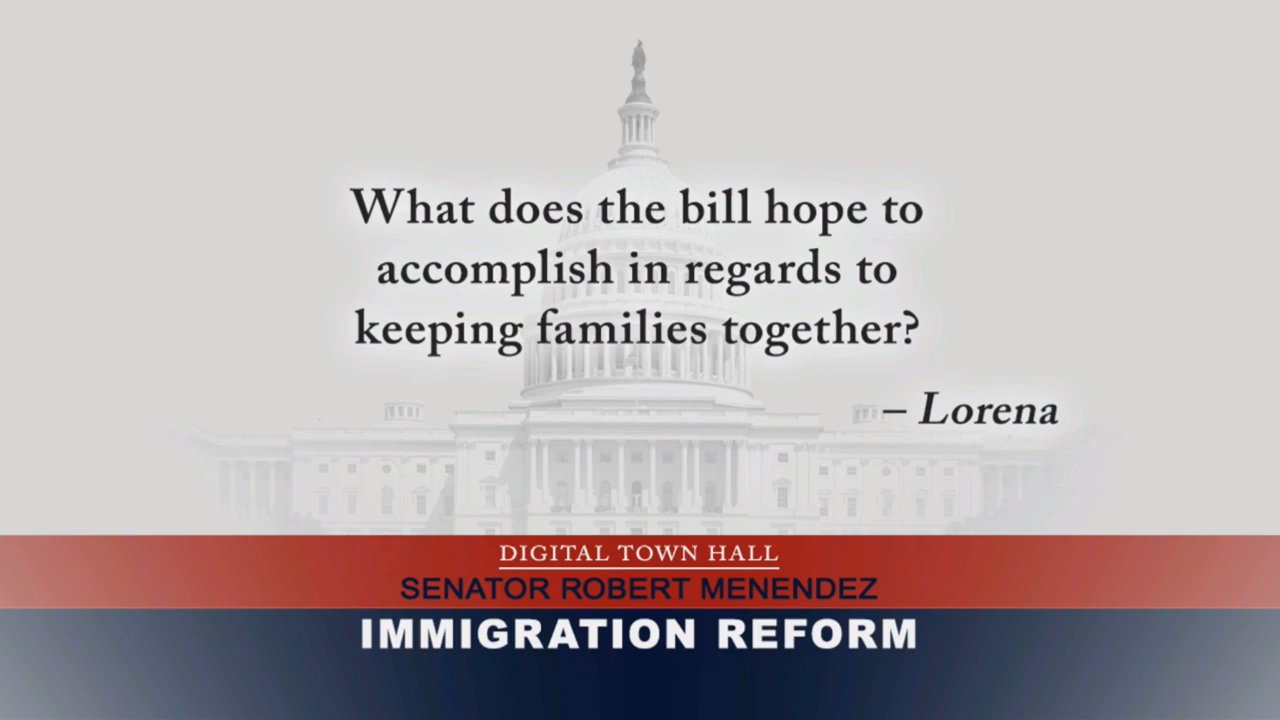 What does the bill hope to
accomplish in regards to
keeping families together?
– Lorena
DIGITAL TOWN HALL
SENATOR ROBERT MENENDEZ
IMMIGRATION REFORM